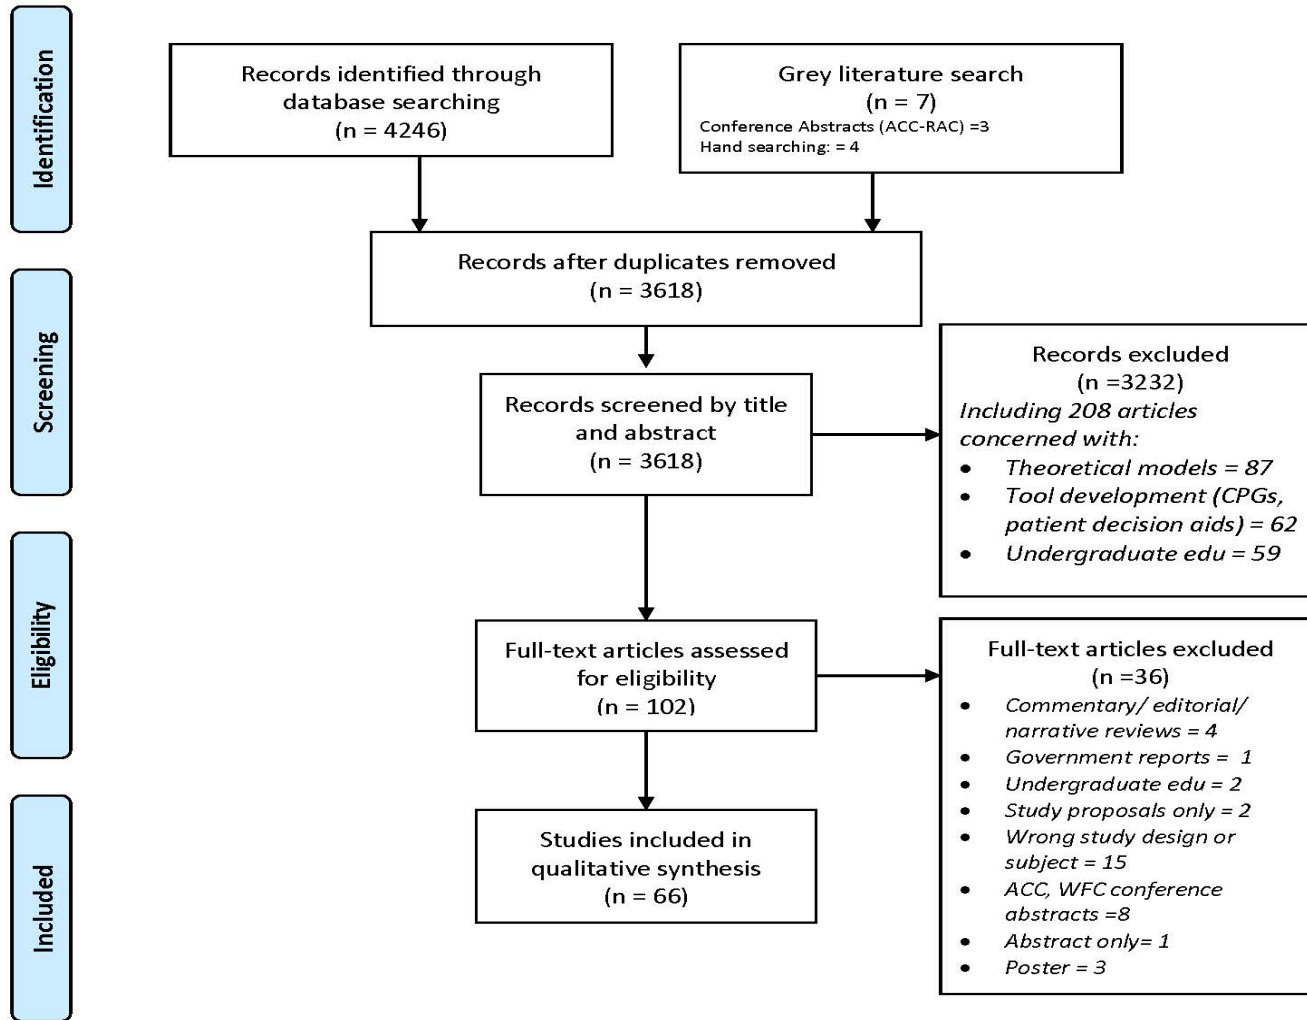 Identification
Records identified through
database searching
(n = 4246)
Grey literature search
(n = 7)
Conference Abstracts (ACC-RAC) =3
Hand searching: = 4
Records after duplicates removed
(n = 3618)
Screening
Records screened by title
and abstract
(n = 3618)
Records excluded
(n =3232)
Including 208 articles
concerned with:
• Theoretical models = 87
• Tool development (CPGs,
patient decision aids) = 62
• Undergraduate edu = 59
Eligibility
Full-text articles assessed
for eligibility
(n = 102)
Full-text articles excluded
(n =36)
• Commentary/ editorial/
narrative reviews = 4
• Government reports = 1
• Undergraduate edu = 2
• Study proposals only = 2
• Wrong study design or
subject = 15
• ACC, WFC conference
abstracts =8
• Abstract only= 1
• Poster = 3
Included
Studies included in
qualitative synthesis
(n = 66)